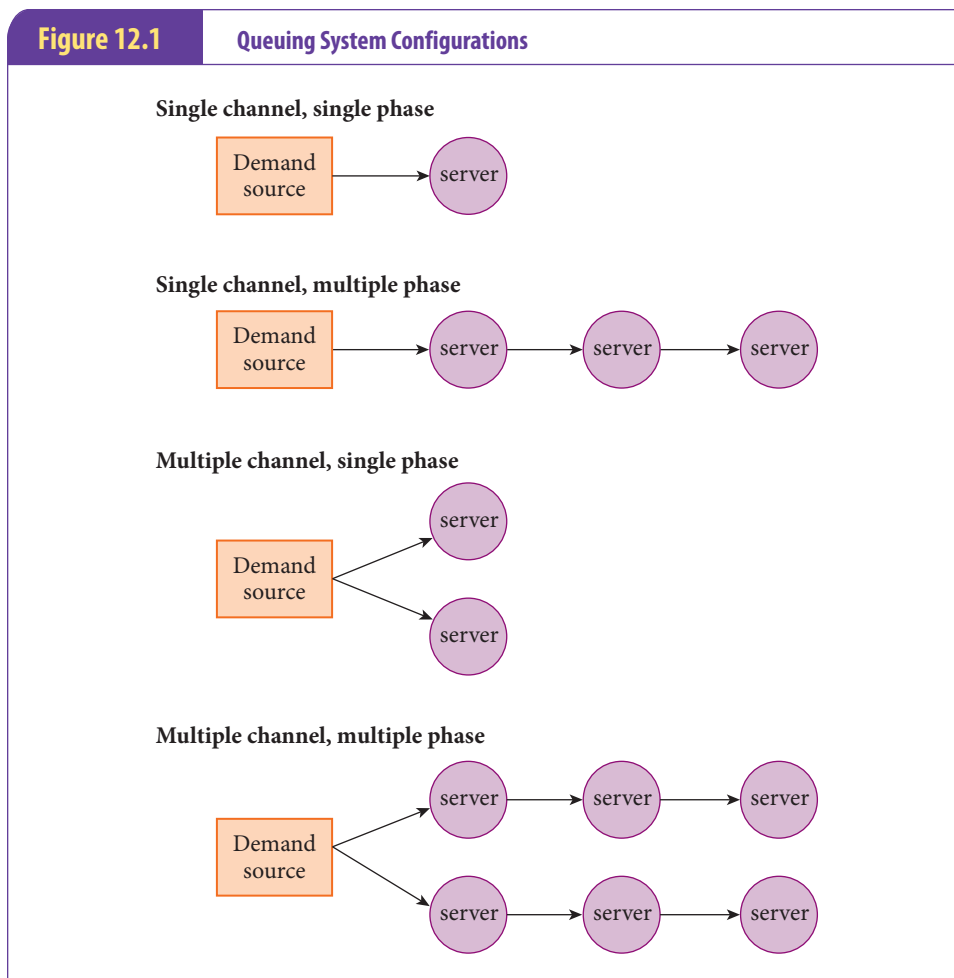 Figure 12.1
Queuing System Configurations
Single channel, single phase
Demand
source
server
Single channel, multiple phase
Demand
source
server
server
server
Multiple channel, single phase
server
Demand
source
server
Multiple channel, multiple phase
server
server
server
Demand
source
server
server
server